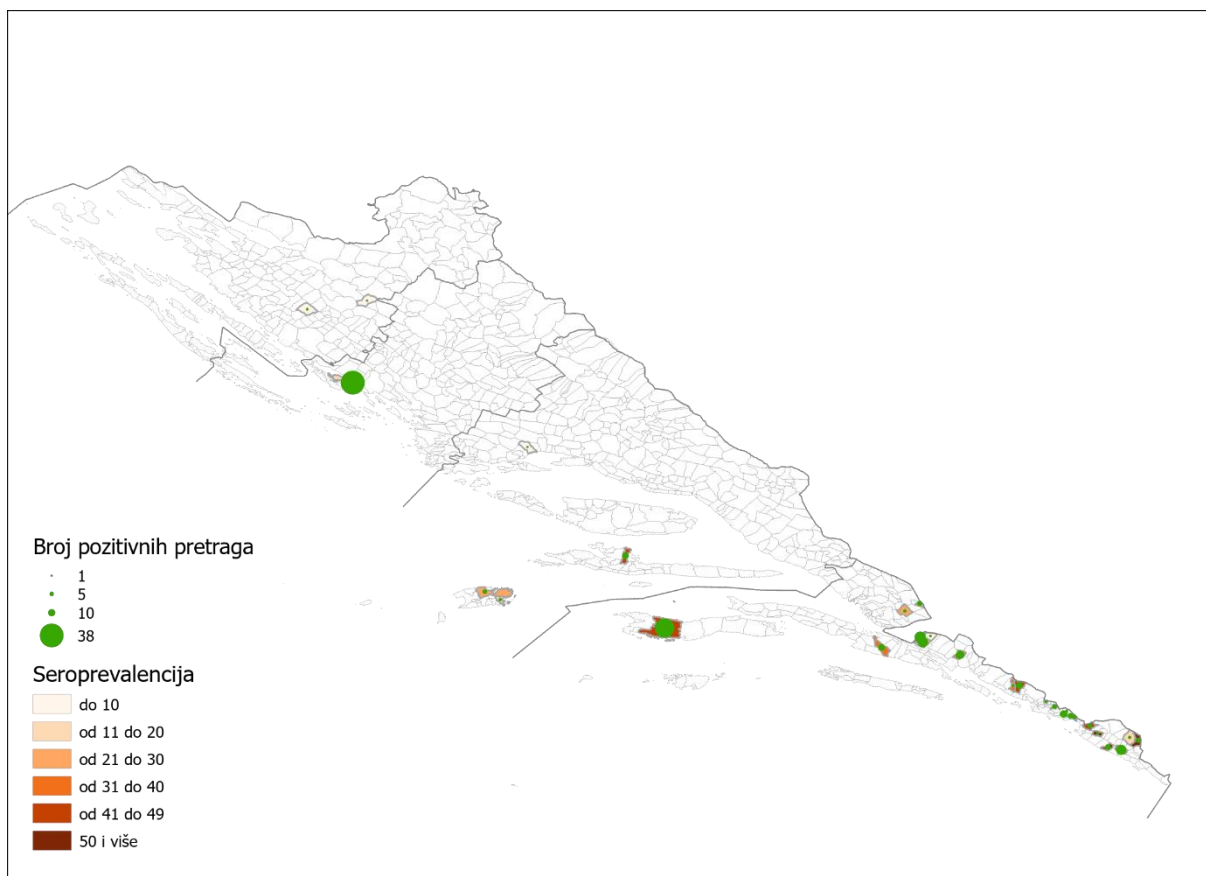 Broj pozitivnih pretraga
1
5
10
38
Seroprevalencija
do 10
od 11 do 20
od 21 do 30
od 31 do 40
od 41 do 49
50 i više